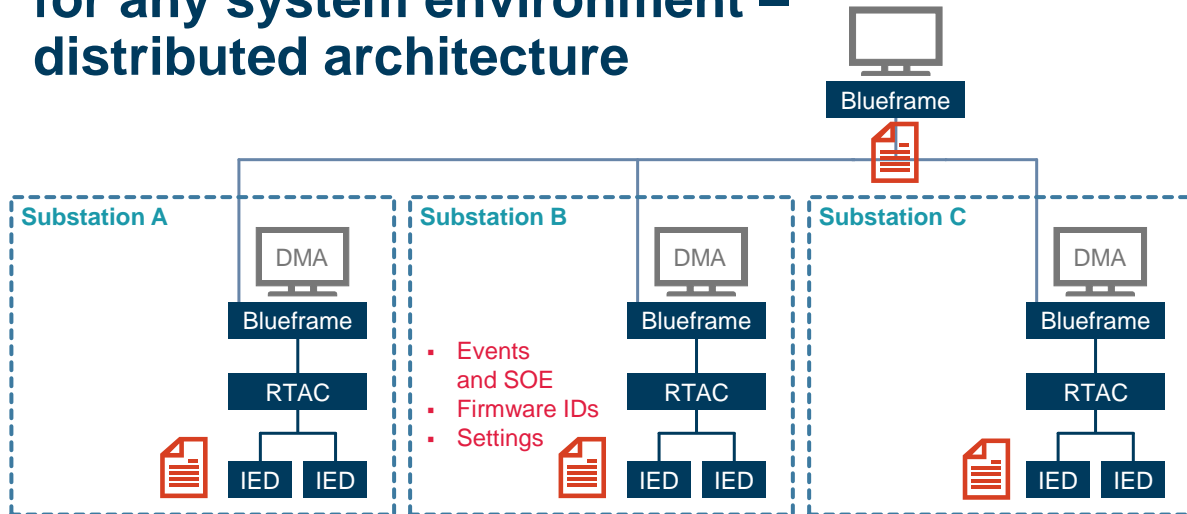 for any system environment –
distributed architecture
Blueframe
Substation A
DMA
Blueframe
RTAC
IED IED
Substation B
DMA
Blueframe
▪ Events
and SOE
▪ Firmware IDs
▪ Settings
RTAC
IED IED
Substation C
DMA
Blueframe
RTAC
IED IED